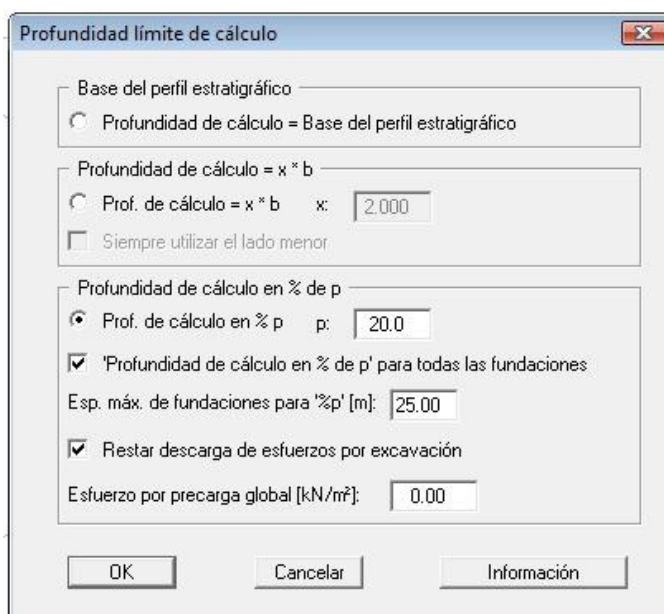 Profundidad límite de cálculo
Base del perfil estratigráfico
Profundidad de cálculo = Base del perfil estratigráfico
Profundidad de cálculo = x * b
Prof. de cálculo = x * b x: 2.000
Siempre utilizar el lado menor
Profundidad de cálculo en % de p
Prof. de cálculo en % p p: 20.0
'Profundidad de cálculo en % de p' para todas las fundaciones
Esp. máx. de fundaciones para '%p' [m]: 25.00
Restar descarga de esfuerzos por excavación
Esfuerzo por precarga global [kN/m²]: 0.00
OK Cancelar Información